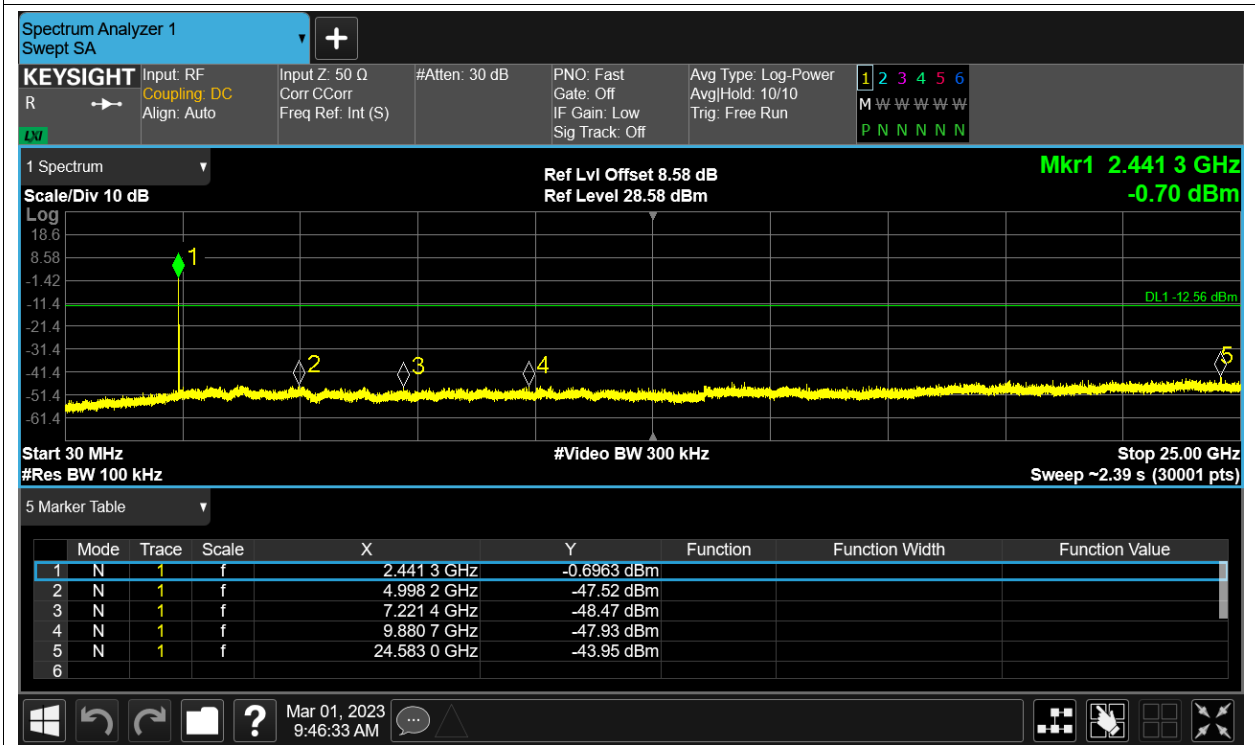 Spectrum Analyzer 1
Swept SA
KEYSIGHT Input: RF Input Z: 50 Ω #Atten: 30 dB PNO: Fast Avg Type: Log-Power 1 2 3 4 5 6
R Coupling: DC Corr CCorr Gate: Off Avg|Hold: 10/10 M W W W W W
Align: Auto Freq Ref: Int (S) IF Gain: Low Trig: Free Run
LXI Sig Track: Off P N N N N N
1 Spectrum Ref Lvl Offset 8.58 dB Mkr1 2.441 3 GHz
Scale/Div 10 dB Ref Level 28.58 dBm -0.70 dBm
Log
18.6
8.58 1
-1.42
-11.4 DL1 -12.56 dBm
-21.4
-31.4
-41.4 2 3 4 5
-51.4
-61.4
Start 30 MHz #Video BW 300 kHz Stop 25.00 GHz
#Res BW 100 kHz Sweep ~2.39 s (30001 pts)
5 Marker Table
Mode Trace Scale X Y Function Function Width Function Value
1 N 1 f 2.441 3 GHz -0.6963 dBm
2 N 1 f 4.998 2 GHz -47.52 dBm
3 N 1 f 7.221 4 GHz -48.47 dBm
4 N 1 f 9.880 7 GHz -47.93 dBm
5 N 1 f 24.583 0 GHz -43.95 dBm
6
? Mar 01, 2023
9:46:33 AM